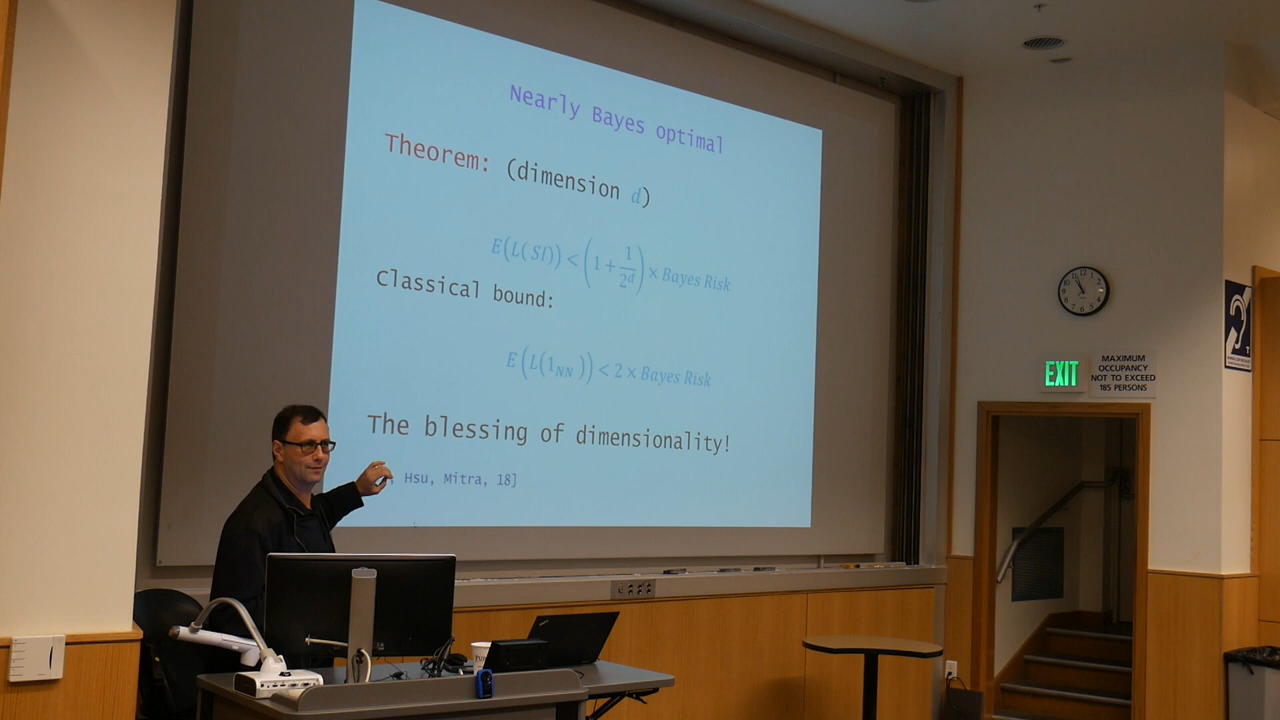 Nearly Bayes optimal
Theorem: (dimension d)
E(L(SI)) < (1 + 1/2^d) × Bayes Risk
Classical bound:
E(L(1_NN )) < 2 × Bayes Risk
The blessing of dimensionality!
, Hsu, Mitra, 18]
EXIT
MAXIMUM
OCCUPANCY
NOT TO EXCEED
185 PERSONS